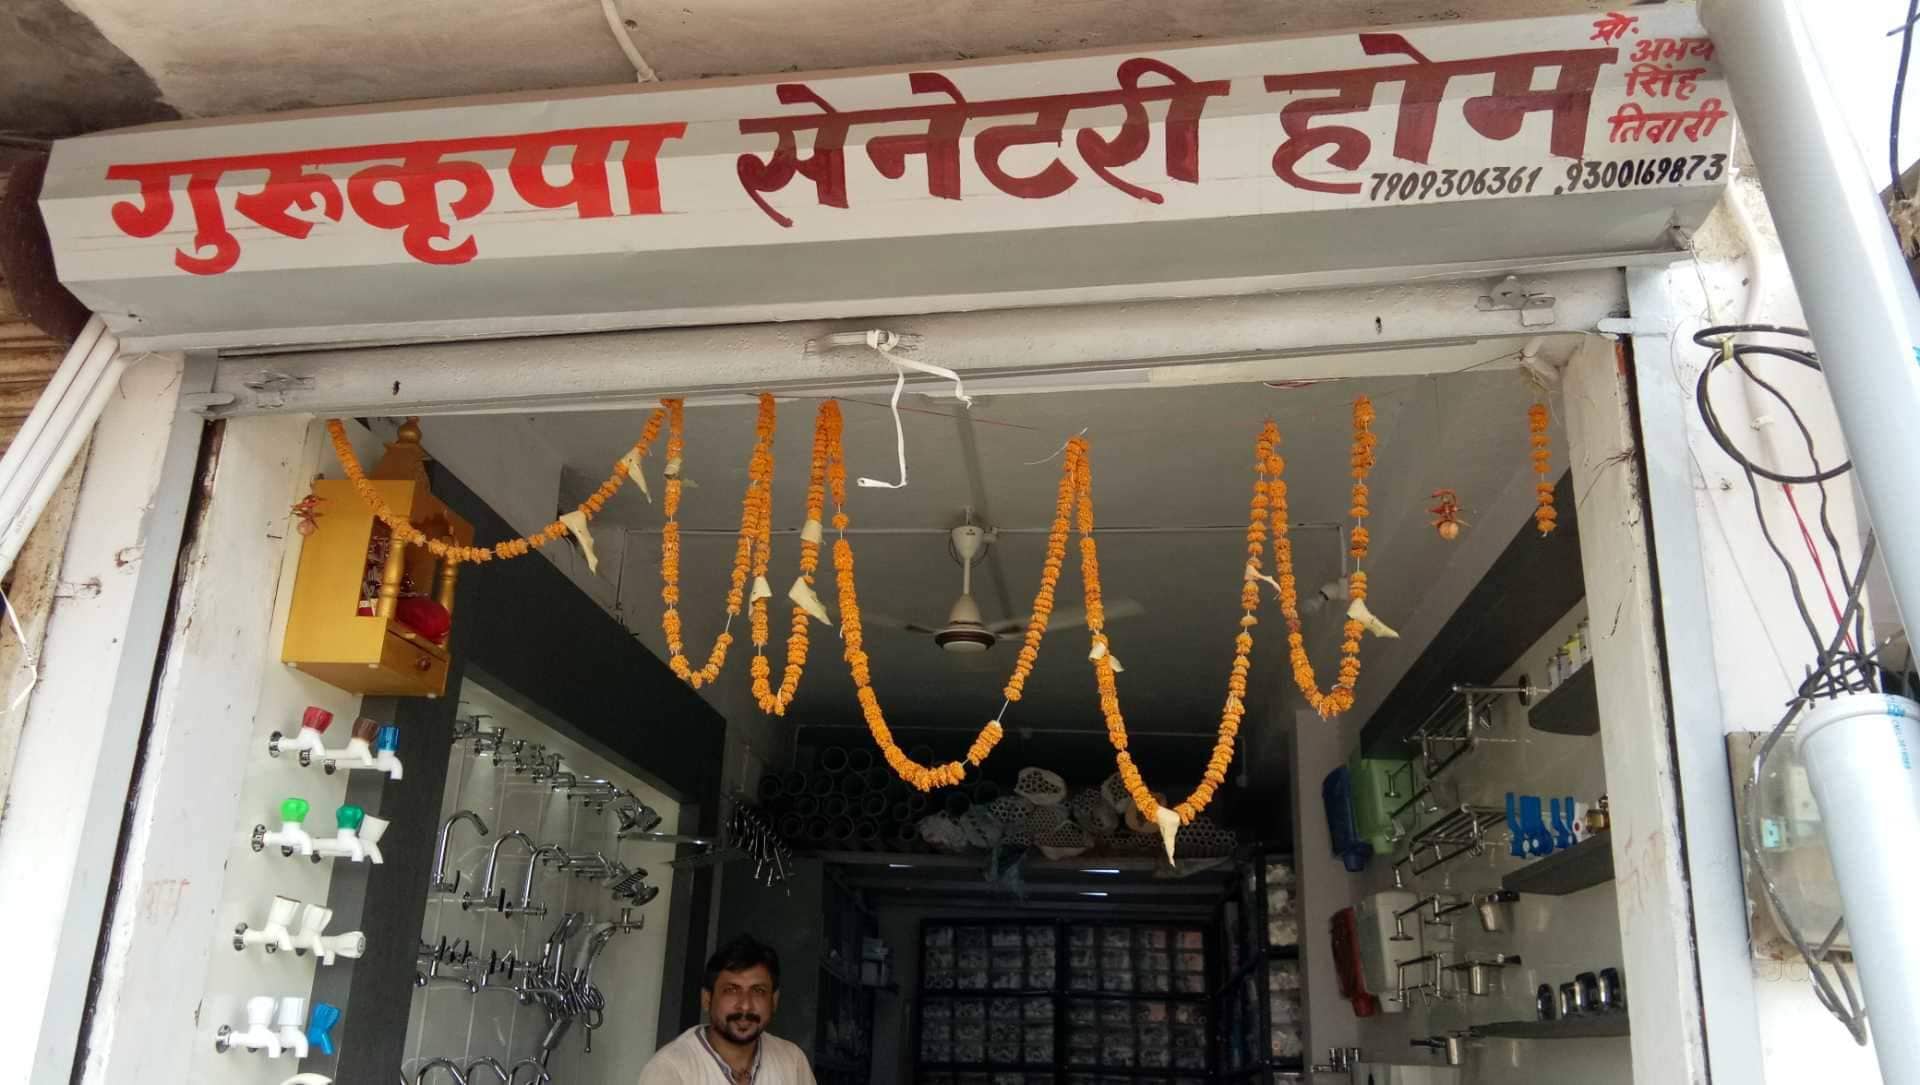 गुरुकृपा सेनेटरी होम
प्रो.
अभय
सिंह
तिवारी
7909306361, 9300169873